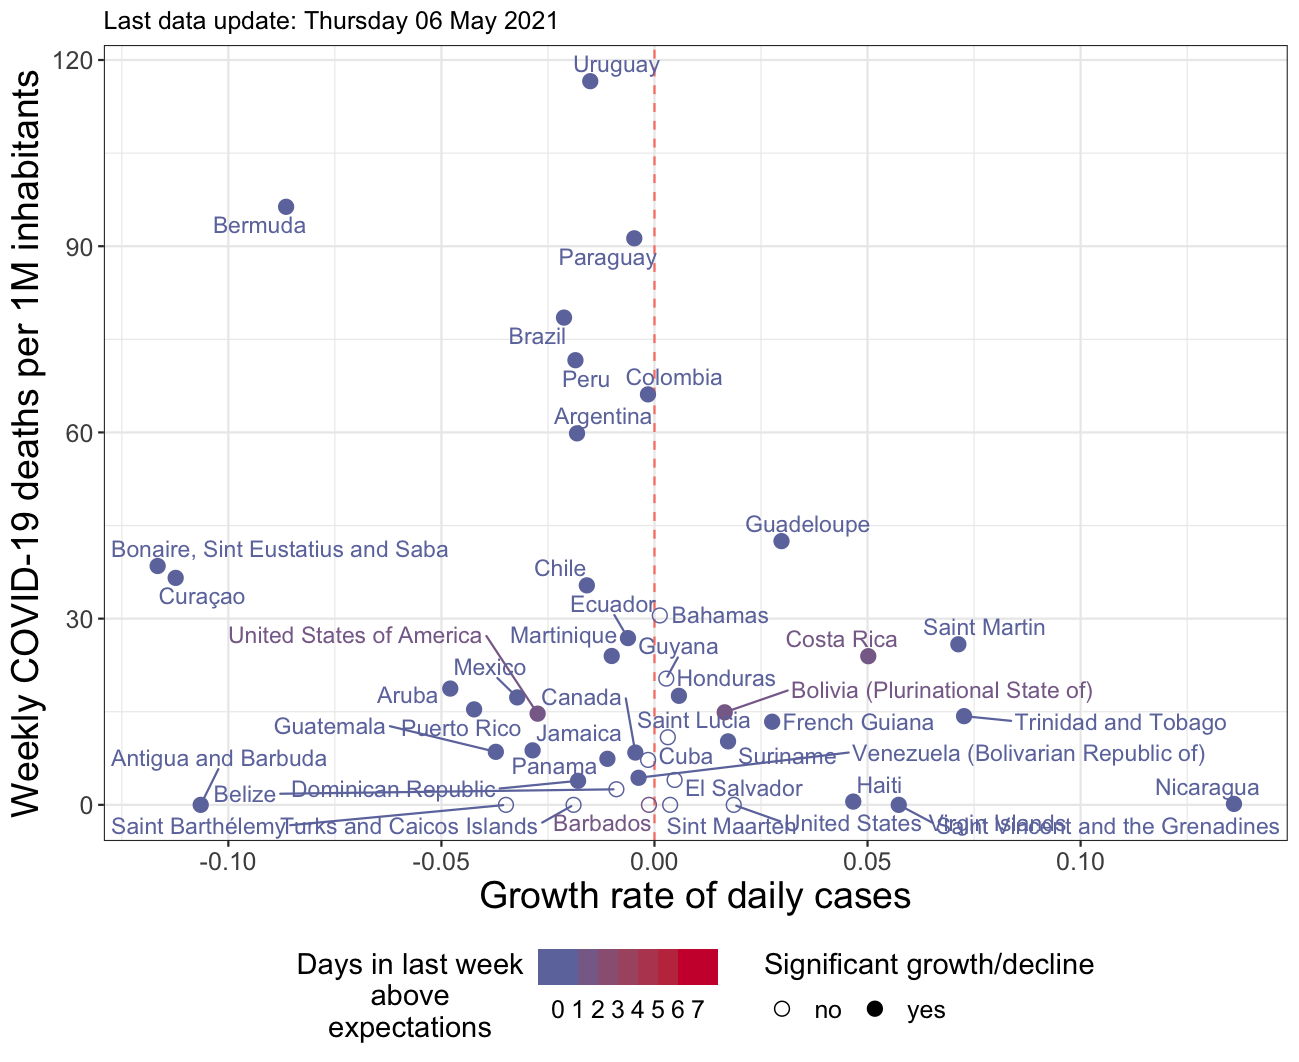 Last data update: Thursday 06 May 2021
Weekly COVID-19 deaths per 1M inhabitants
120
90
60
30
0
Uruguay
Bermuda
Paraguay
Brazil
Peru
Colombia
Argentina
Guadeloupe
Bonaire, Sint Eustatius and Saba
Chile
Curaçao
Ecuador
Bahamas
United States of America
Martinique
Guyana
Costa Rica
Saint Martin
Mexico
Honduras
Aruba
Canada
Bolivia (Plurinational State of)
Guatemala
Puerto Rico
Saint Lucia
French Guiana
Trinidad and Tobago
Jamaica
Antigua and Barbuda
Panama
Cuba
Suriname
Venezuela (Bolivarian Republic of)
Belize
Dominican Republic
El Salvador
Haiti
Nicaragua
Saint Barthélemy
Turks and Caicos Islands
Barbados
Sint Maarten
United States Virgin Islands
Saint Vincent and the Grenadines
-0.10
-0.05
0.00
0.05
0.10
Growth rate of daily cases
Days in last week
above
expectations
0 1 2 3 4 5 6 7
Significant growth/decline
no
yes